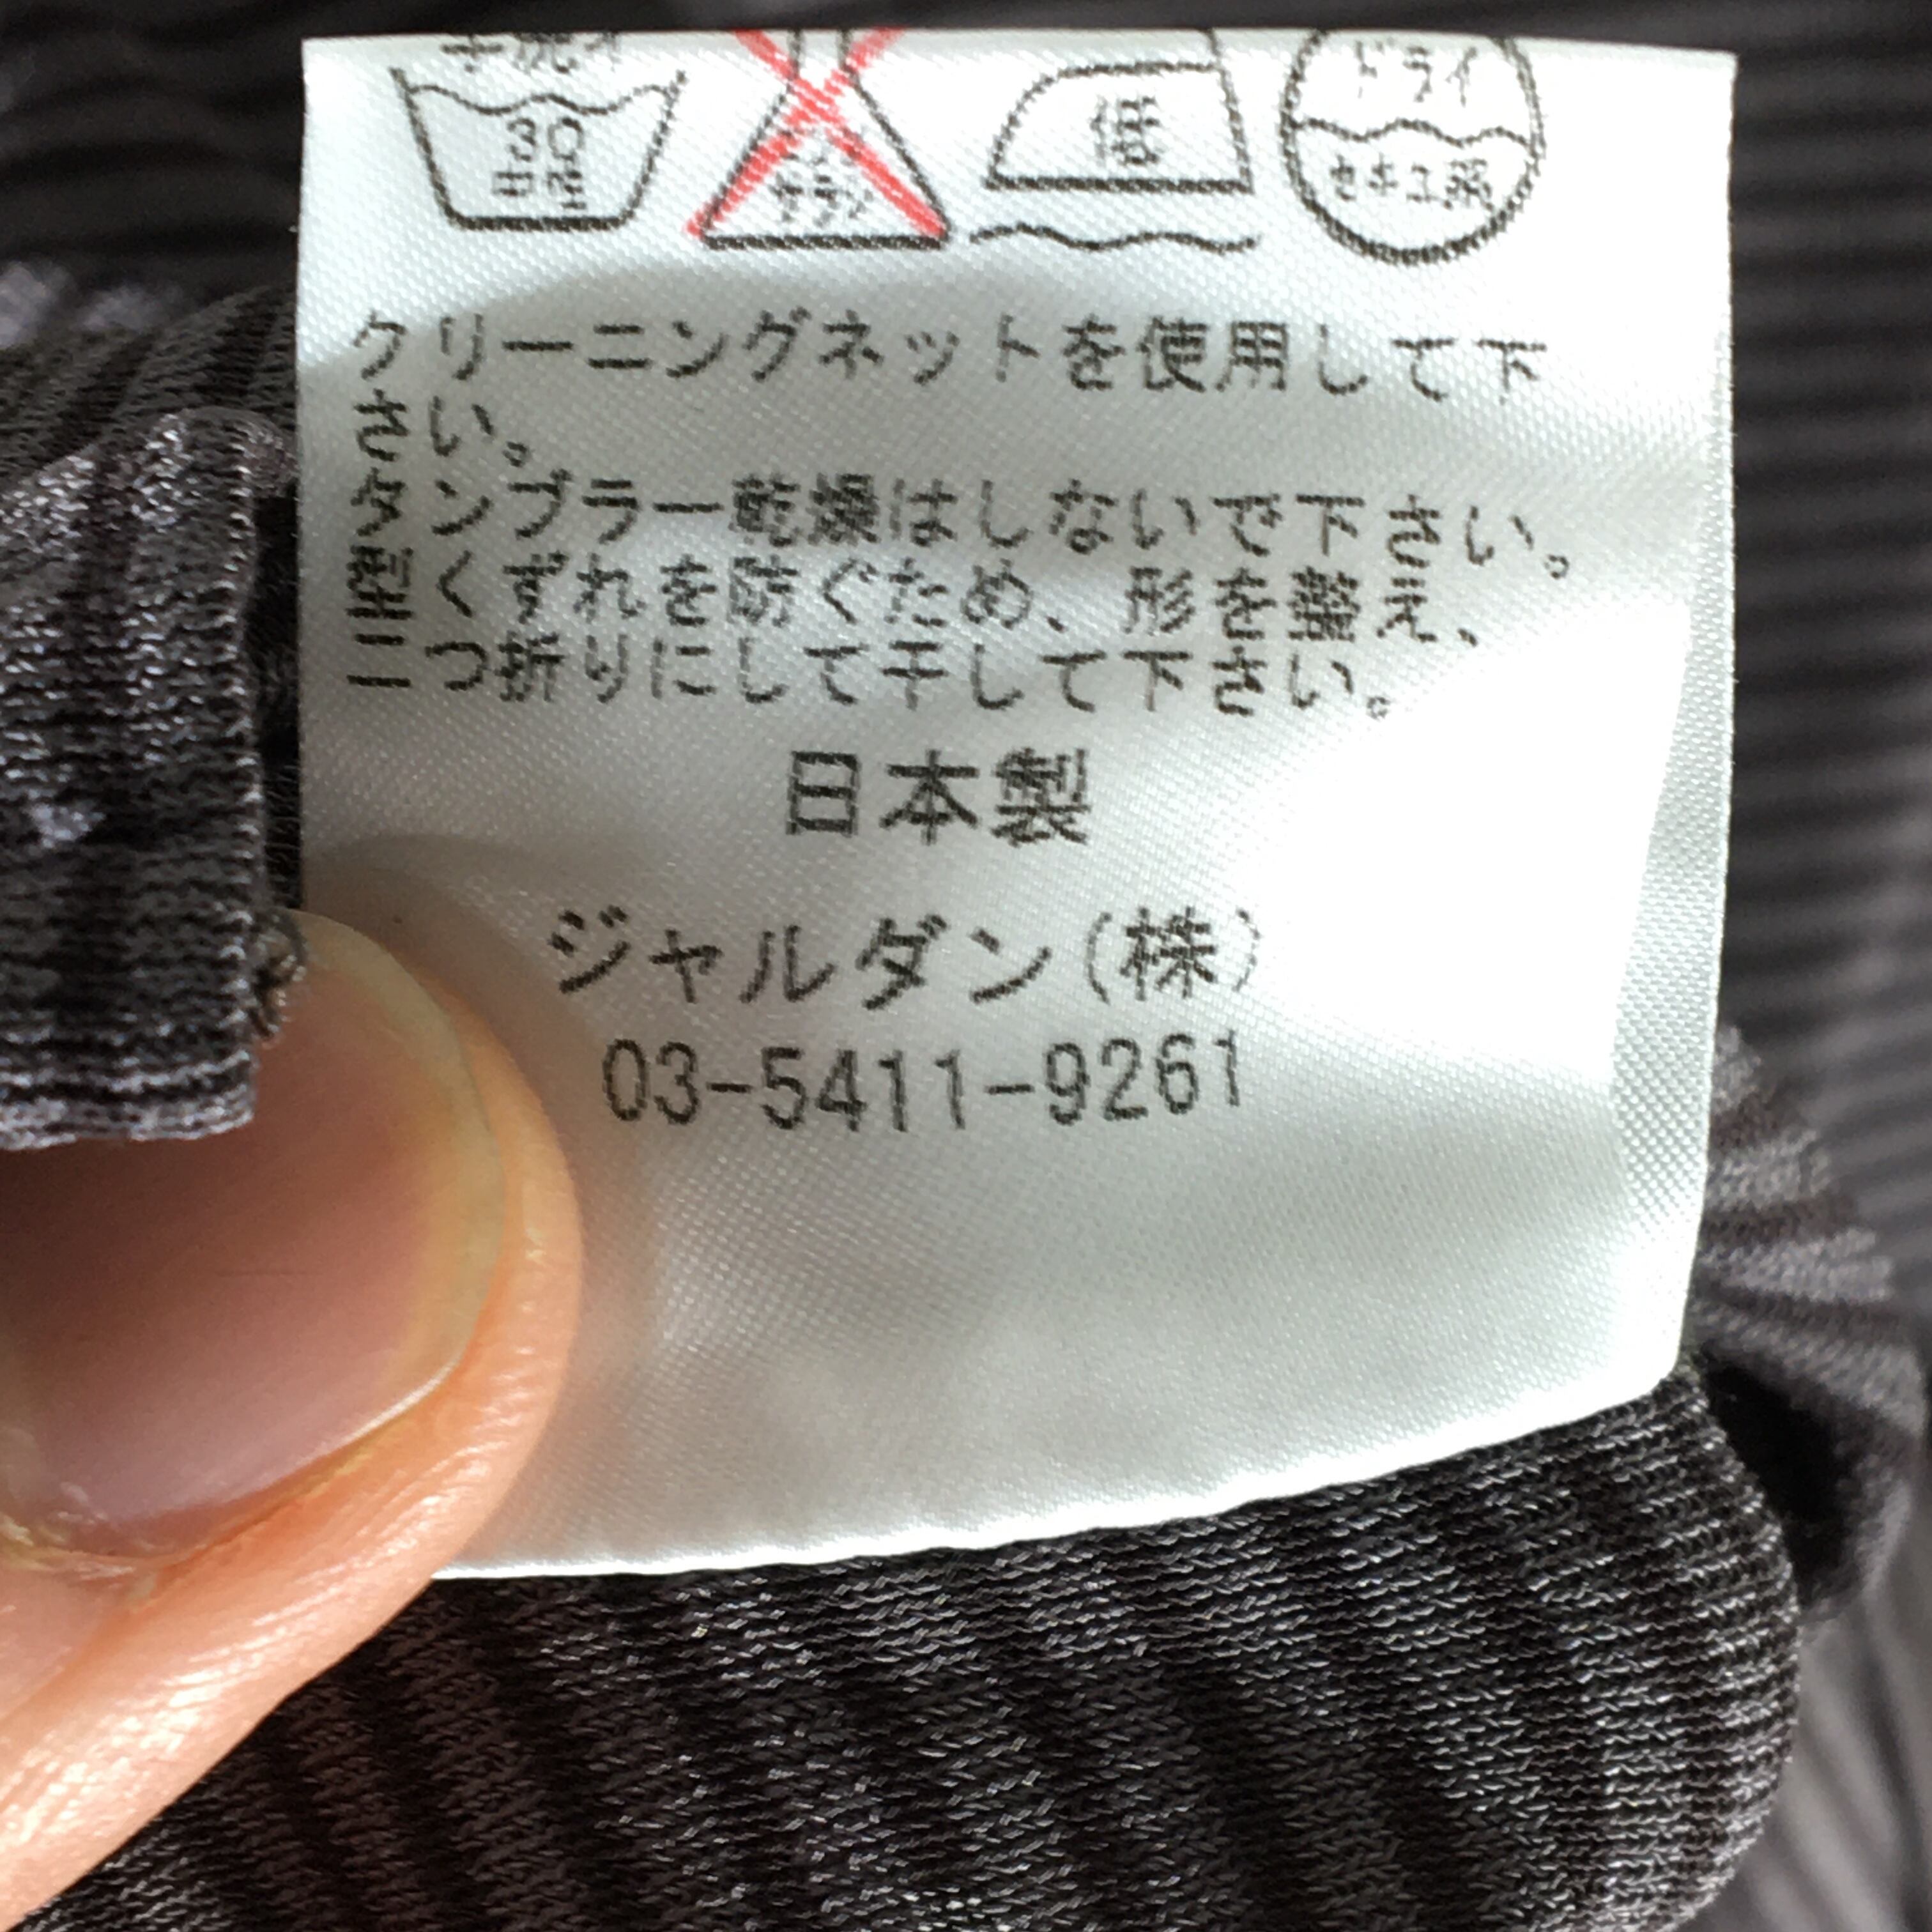 手洗イ
30
中性
低
ドライ
セキユ系
クリーニングネットを使用して下
さい。
タンブラー乾燥はしないで下さい。
型くずれを防ぐため、形を整え、
二つ折りにして干して下さい。
日本製
ジャルダン(株)
03-5411-9261